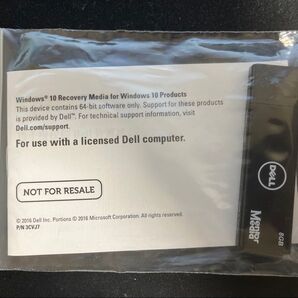 Windows® 10 Recovery Media for Windows 10 Products
This device contains 64-bit software only. Support for these products
is provided by Dell™. For technical support information, visit
Dell.com/support.
For use with a licensed Dell computer.
NOT FOR RESALE
© 2016 Dell Inc. Portions © 2016 Microsoft Corporation. All rights reserved.
P/N 3CVJ7
DELL
Mentor
Media
8GB